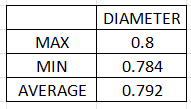 DIAMETER
MAX 0.8
MIN 0.784
AVERAGE 0.792